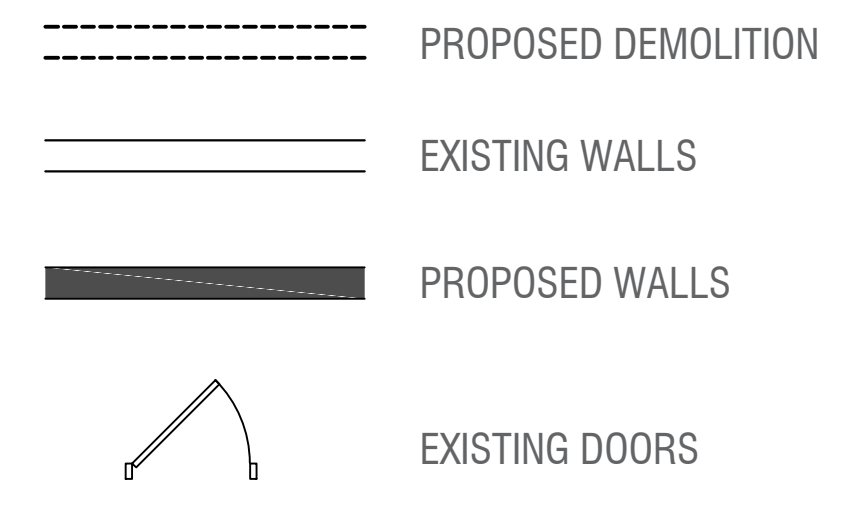 PROPOSED DEMOLITION
EXISTING WALLS
PROPOSED WALLS
EXISTING DOORS